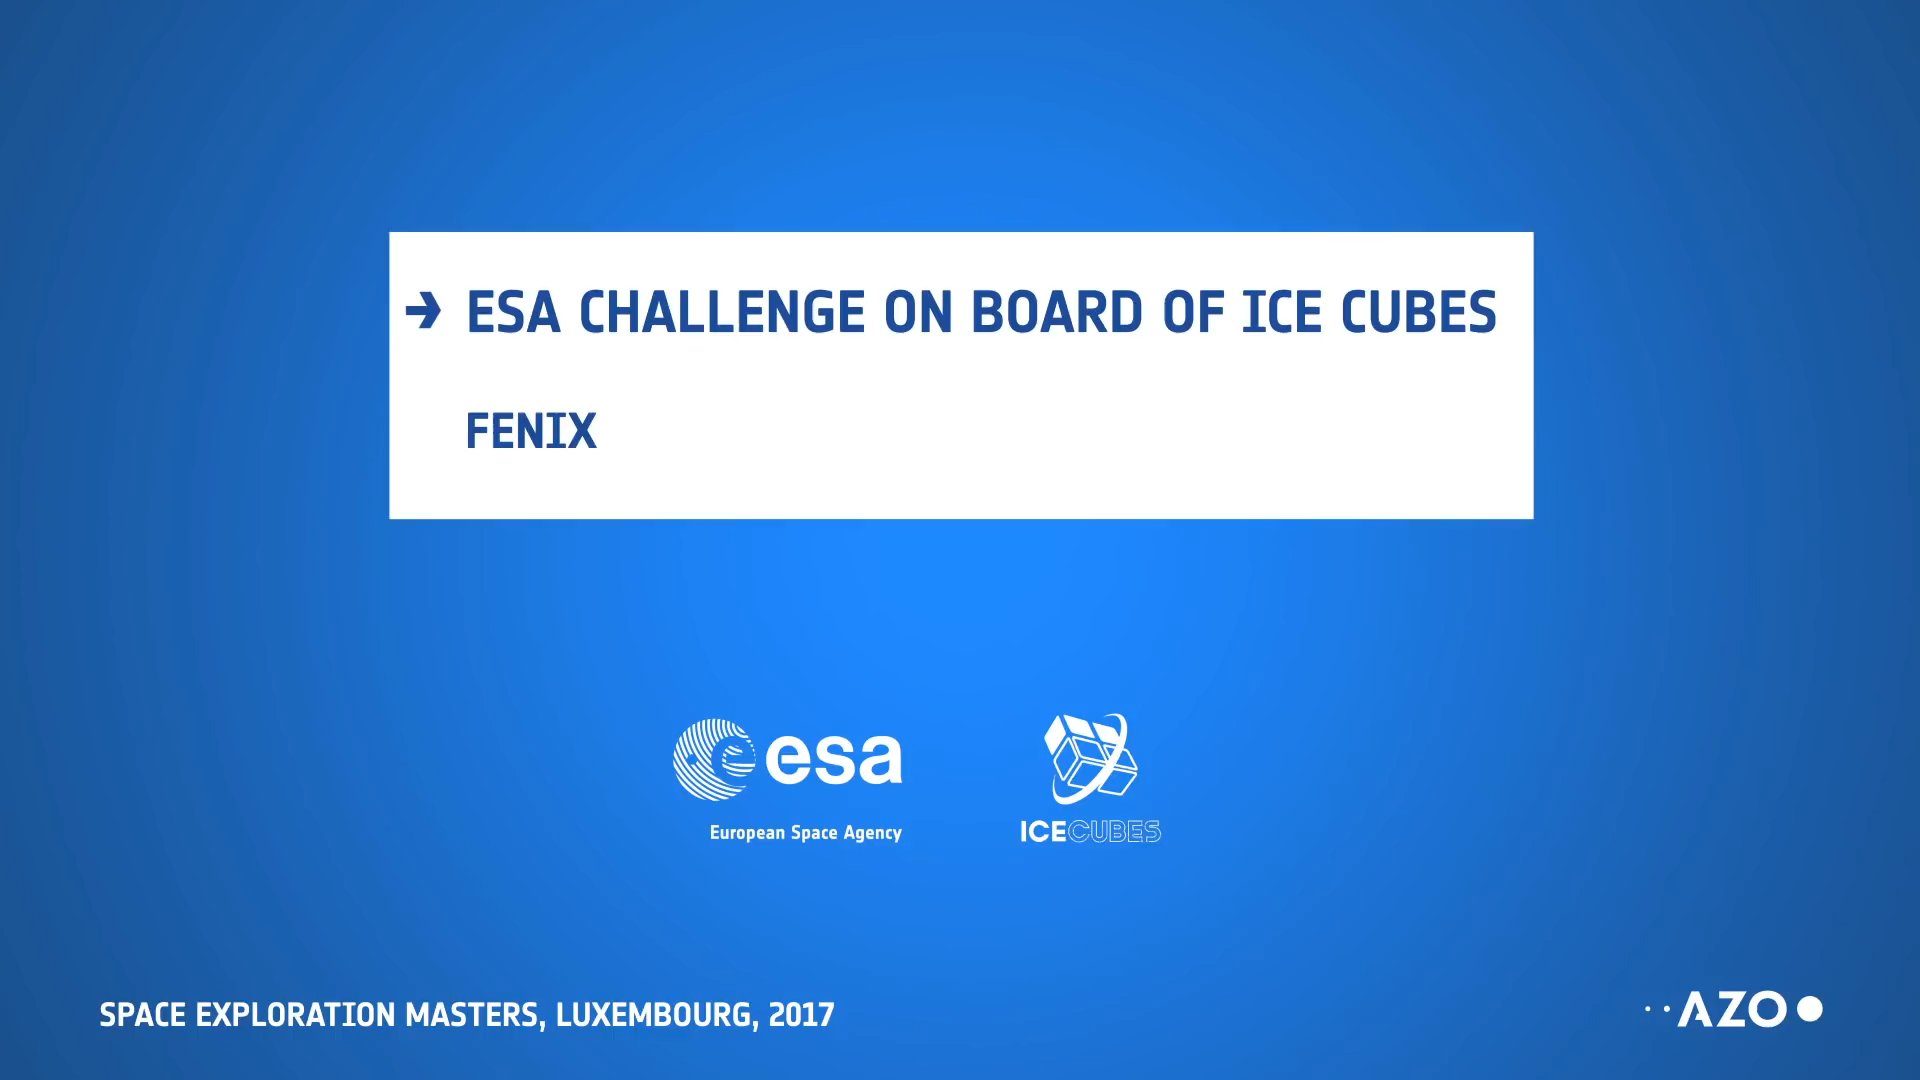 → ESA CHALLENGE ON BOARD OF ICE CUBES
FENIX
esa
European Space Agency
ICECUBES
SPACE EXPLORATION MASTERS, LUXEMBOURG, 2017
AZO